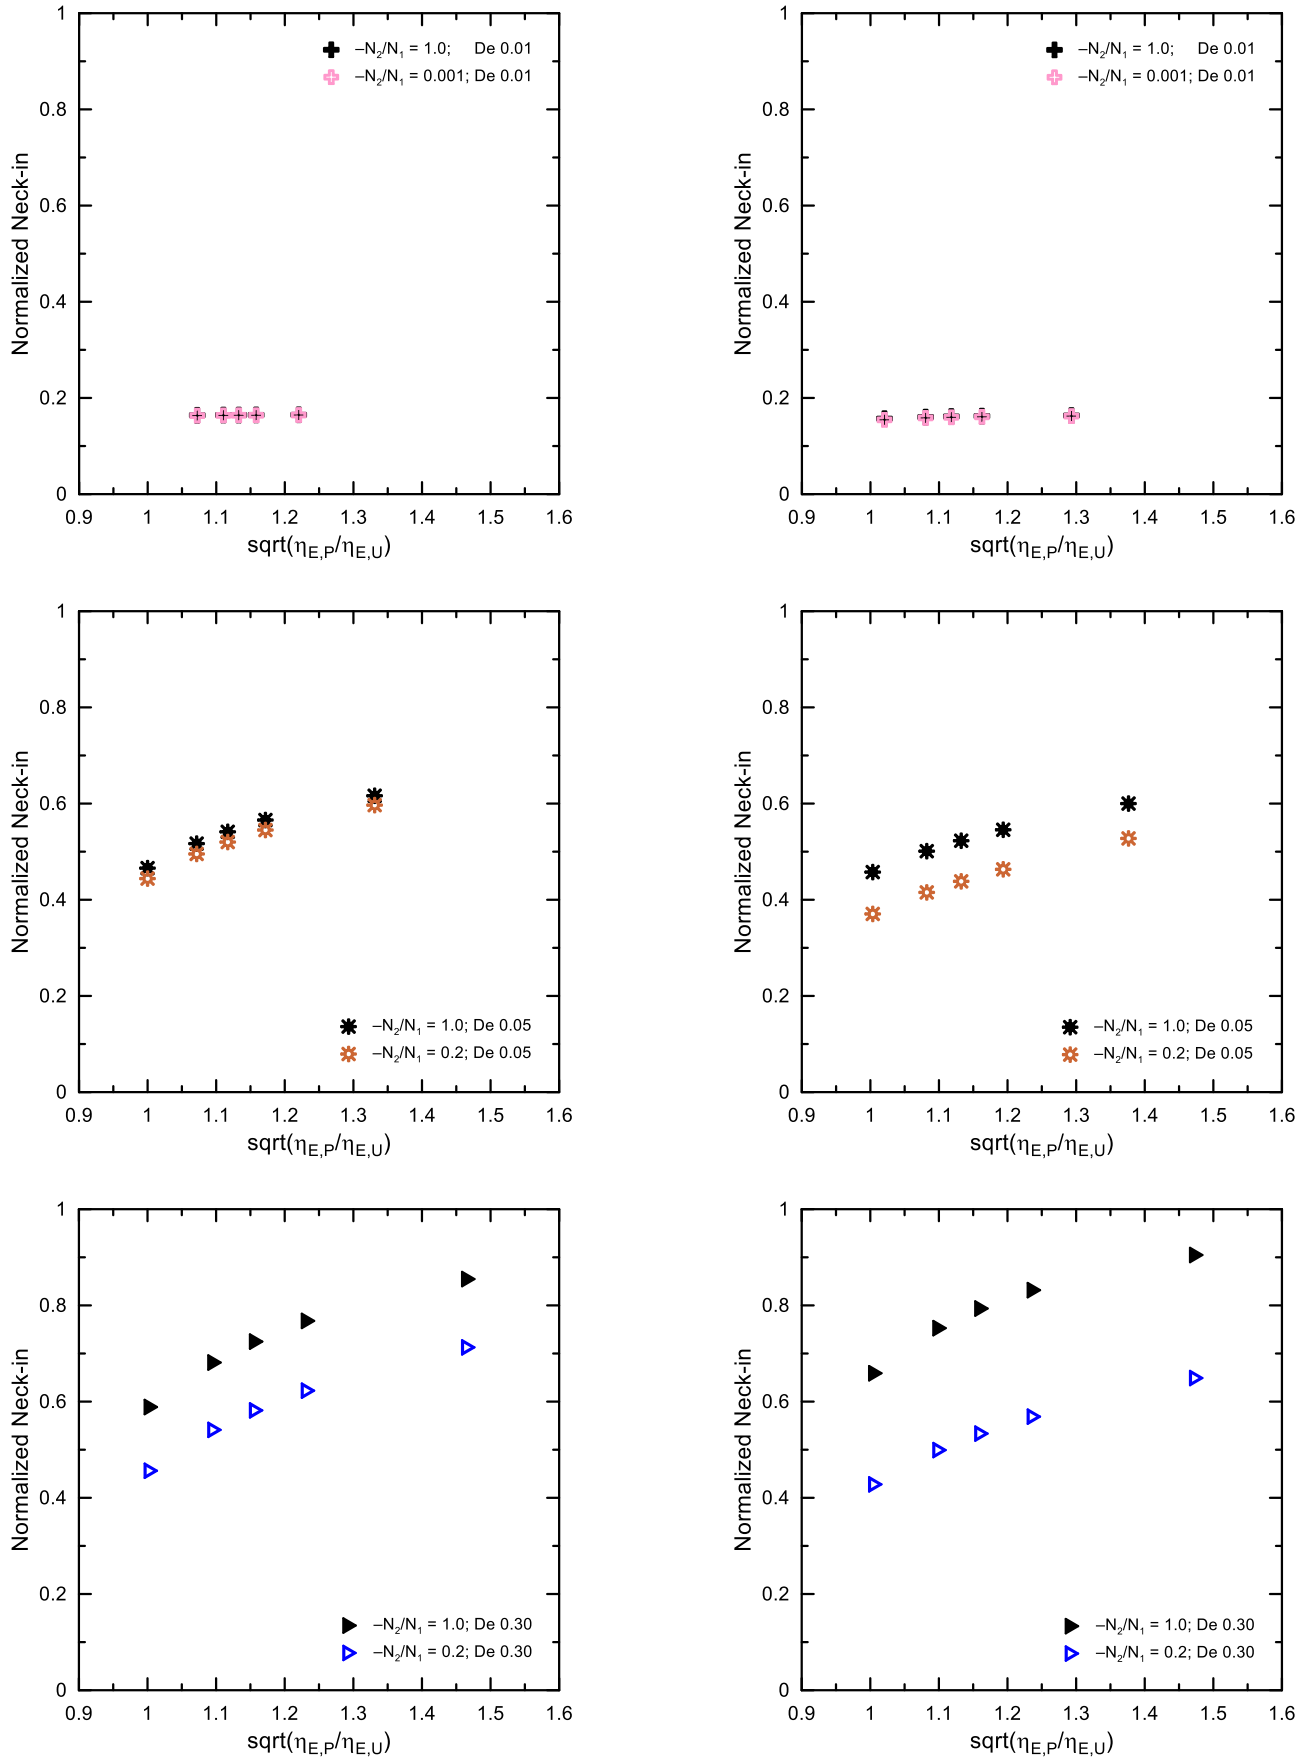 1
–N₂/N₁ = 1.0; De 0.01
–N₂/N₁ = 0.001; De 0.01
0.8
0.6
0.4
0.2
0
Normalized Neck-in
0.9 1 1.1 1.2 1.3 1.4 1.5 1.6
sqrt(η_E,P/η_E,U)
1
–N₂/N₁ = 1.0; De 0.01
–N₂/N₁ = 0.001; De 0.01
0.8
0.6
0.4
0.2
0
Normalized Neck-in
0.9 1 1.1 1.2 1.3 1.4 1.5 1.6
sqrt(η_E,P/η_E,U)
1
0.8
0.6
0.4
0.2
0
Normalized Neck-in
–N₂/N₁ = 1.0; De 0.05
–N₂/N₁ = 0.2; De 0.05
0.9 1 1.1 1.2 1.3 1.4 1.5 1.6
sqrt(η_E,P/η_E,U)
1
0.8
0.6
0.4
0.2
0
Normalized Neck-in
–N₂/N₁ = 1.0; De 0.05
–N₂/N₁ = 0.2; De 0.05
0.9 1 1.1 1.2 1.3 1.4 1.5 1.6
sqrt(η_E,P/η_E,U)
1
0.8
0.6
0.4
0.2
0
Normalized Neck-in
–N₂/N₁ = 1.0; De 0.30
–N₂/N₁ = 0.2; De 0.30
0.9 1 1.1 1.2 1.3 1.4 1.5 1.6
sqrt(η_E,P/η_E,U)
1
0.8
0.6
0.4
0.2
0
Normalized Neck-in
–N₂/N₁ = 1.0; De 0.30
–N₂/N₁ = 0.2; De 0.30
0.9 1 1.1 1.2 1.3 1.4 1.5 1.6
sqrt(η_E,P/η_E,U)